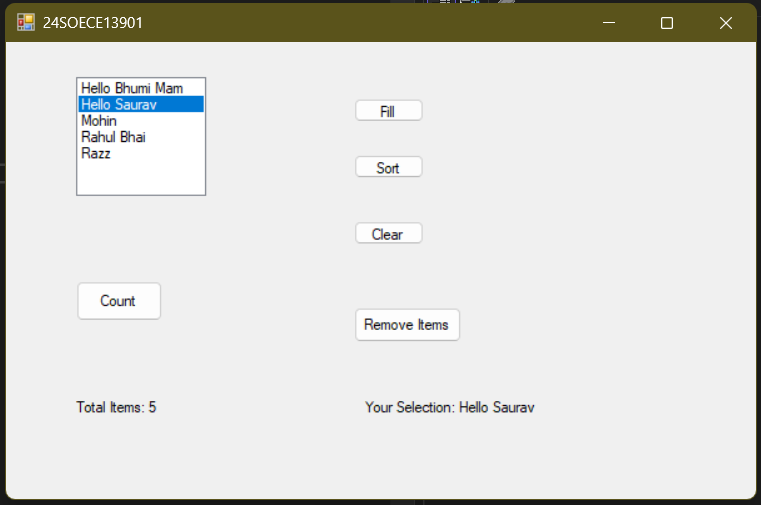 24SOECE13901
Hello Bhumi Mam
Hello Saurav
Mohin
Rahul Bhai
Razz
Fill
Sort
Clear
Count
Remove Items
Total Items: 5
Your Selection: Hello Saurav